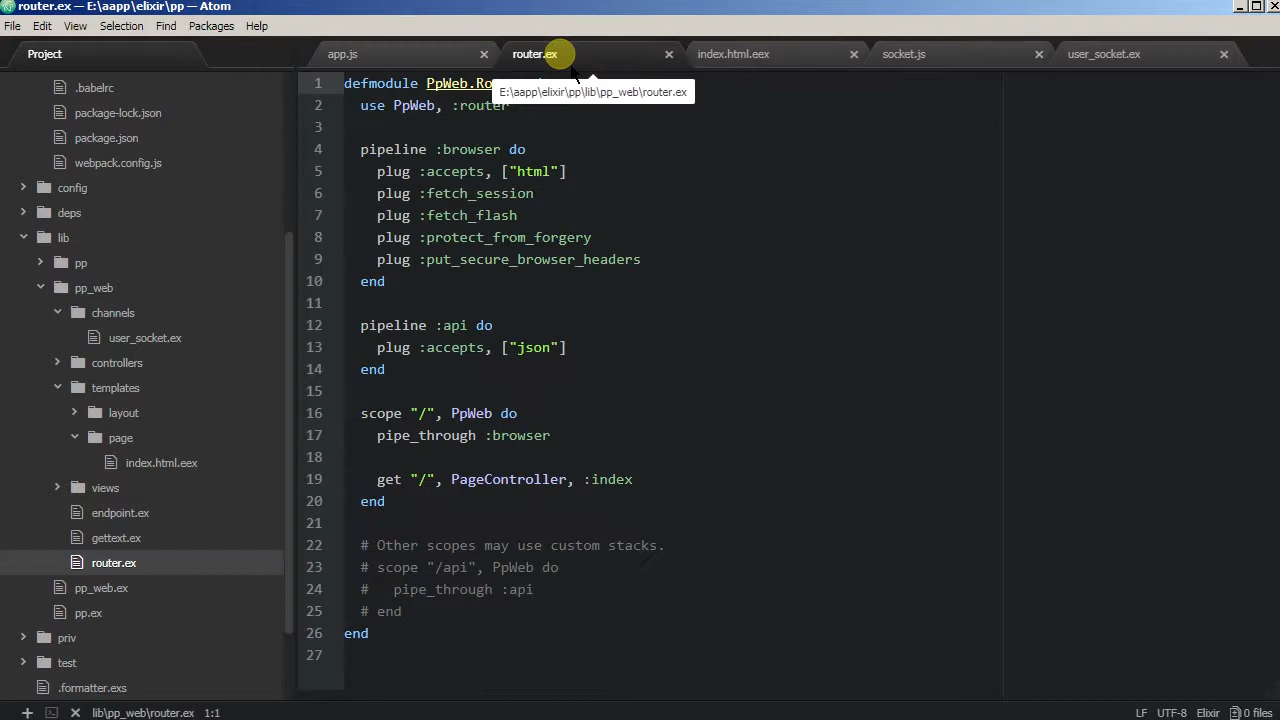 router.ex — E:\aapp\elixir\pp — Atom
File Edit View Selection Find Packages Help
Project
app.js
router.ex
index.html.eex
socket.js
user_socket.ex
E:\aapp\elixir\pp\lib\pp_web\router.ex
.babelrc
package-lock.json
package.json
webpack.config.js
config
deps
lib
pp
pp_web
channels
user_socket.ex
controllers
templates
layout
page
index.html.eex
views
endpoint.ex
gettext.ex
router.ex
pp_web.ex
pp.ex
priv
test
.formatter.exs
1 defmodule PpWeb.Ro
2 use PpWeb, :router
3
4 pipeline :browser do
5 plug :accepts, ["html"]
6 plug :fetch_session
7 plug :fetch_flash
8 plug :protect_from_forgery
9 plug :put_secure_browser_headers
10 end
11
12 pipeline :api do
13 plug :accepts, ["json"]
14 end
15
16 scope "/", PpWeb do
17 pipe_through :browser
18
19 get "/", PageController, :index
20 end
21
22 # Other scopes may use custom stacks.
23 # scope "/api", PpWeb do
24 #   pipe_through :api
25 # end
26 end
27
lib\pp_web\router.ex 1:1
LF UTF-8 Elixir 0 files